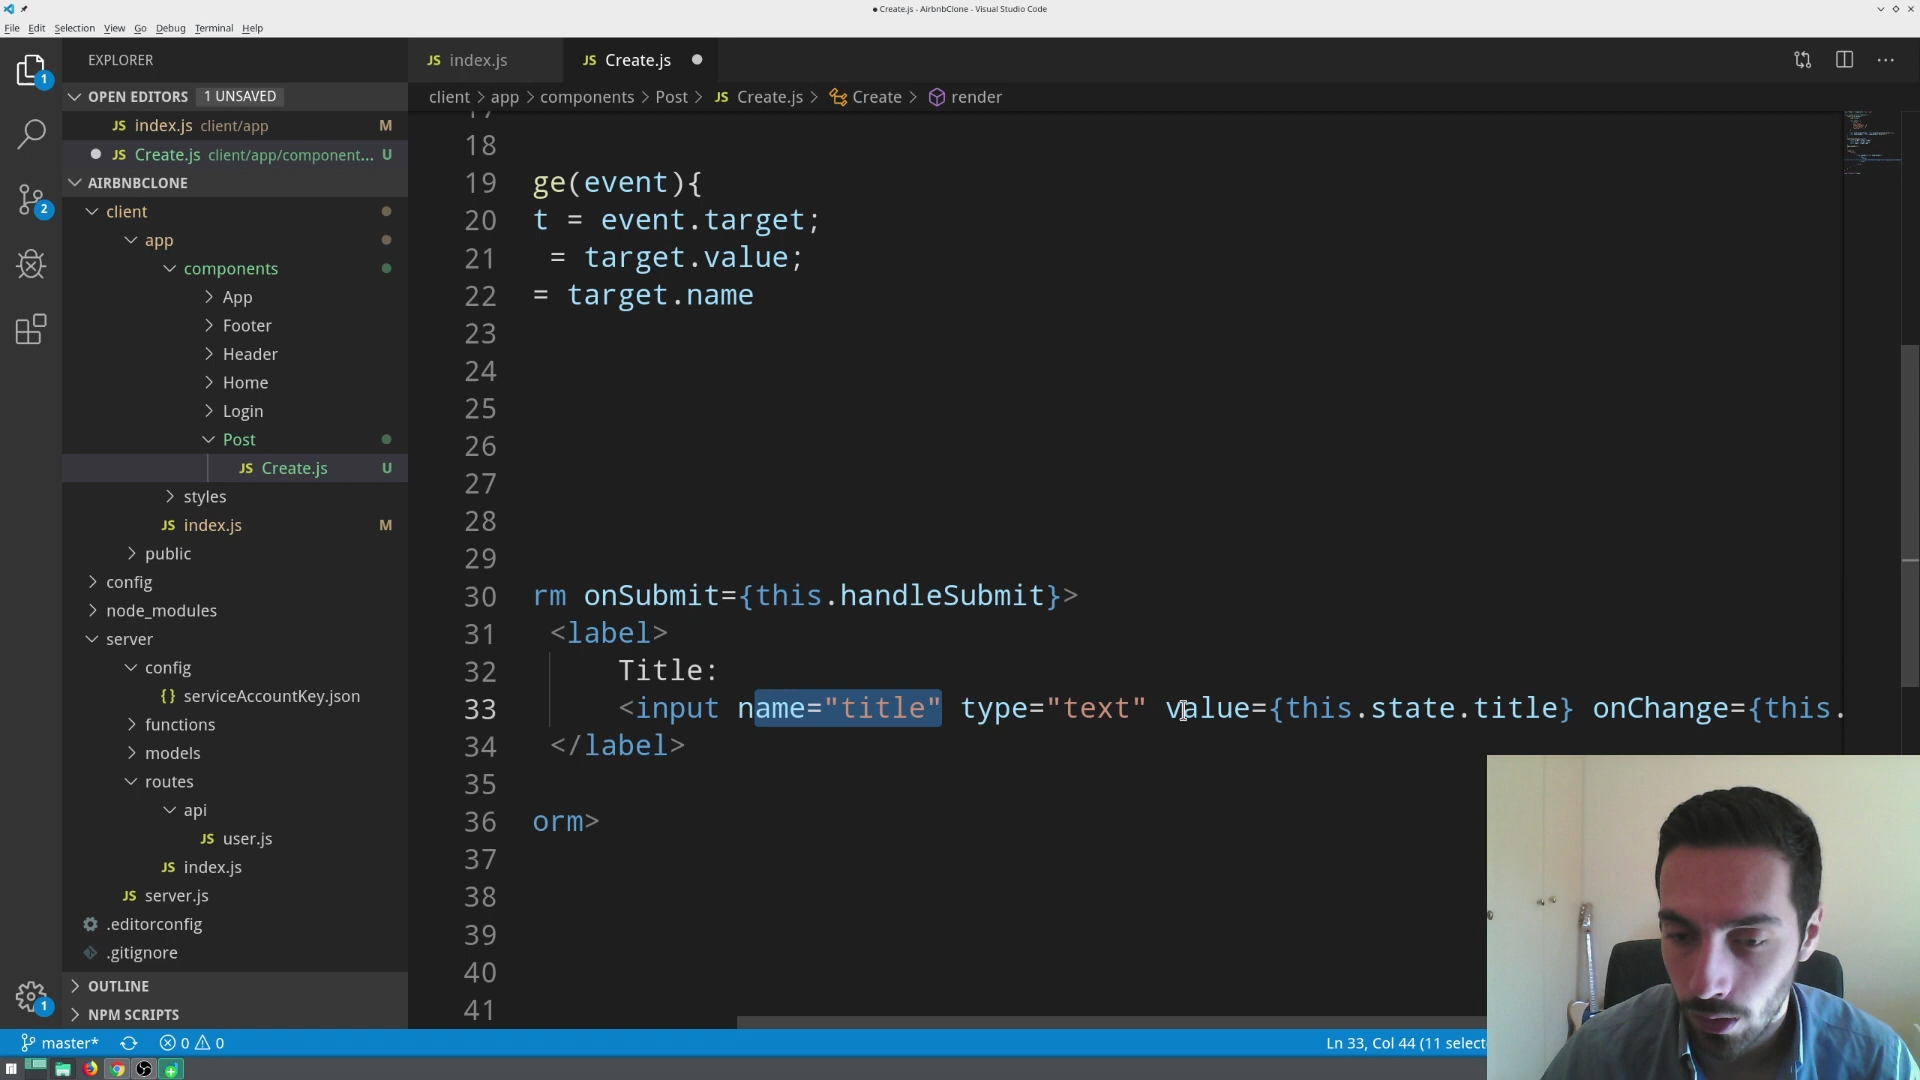 ● Create.js - AirbnbClone - Visual Studio Code
File Edit Selection View Go Debug Terminal Help
EXPLORER
OPEN EDITORS 1 UNSAVED
JS index.js client/app M
● JS Create.js client/app/component... U
AIRBNBCLONE
client
app
components
App
Footer
Header
Home
Login
Post
JS Create.js U
styles
JS index.js M
public
config
node_modules
server
config
{} serviceAccountKey.json
functions
models
routes
api
JS user.js
JS index.js
JS server.js
.editorconfig
.gitignore
OUTLINE
NPM SCRIPTS
1
2
1
JS index.js JS Create.js ●
client > app > components > Post > JS Create.js > Create > render
18
19 ge(event){
20 t = event.target;
21 = target.value;
22 = target.name
23
24
25
26
27
28
29
30 rm onSubmit={this.handleSubmit}>
31 <label>
32 Title:
33 <input name="title" type="text" value={this.state.title} onChange={this.
34 </label>
35
36 orm>
37
38
39
40
41
master* 0 0 Ln 33, Col 44 (11 select